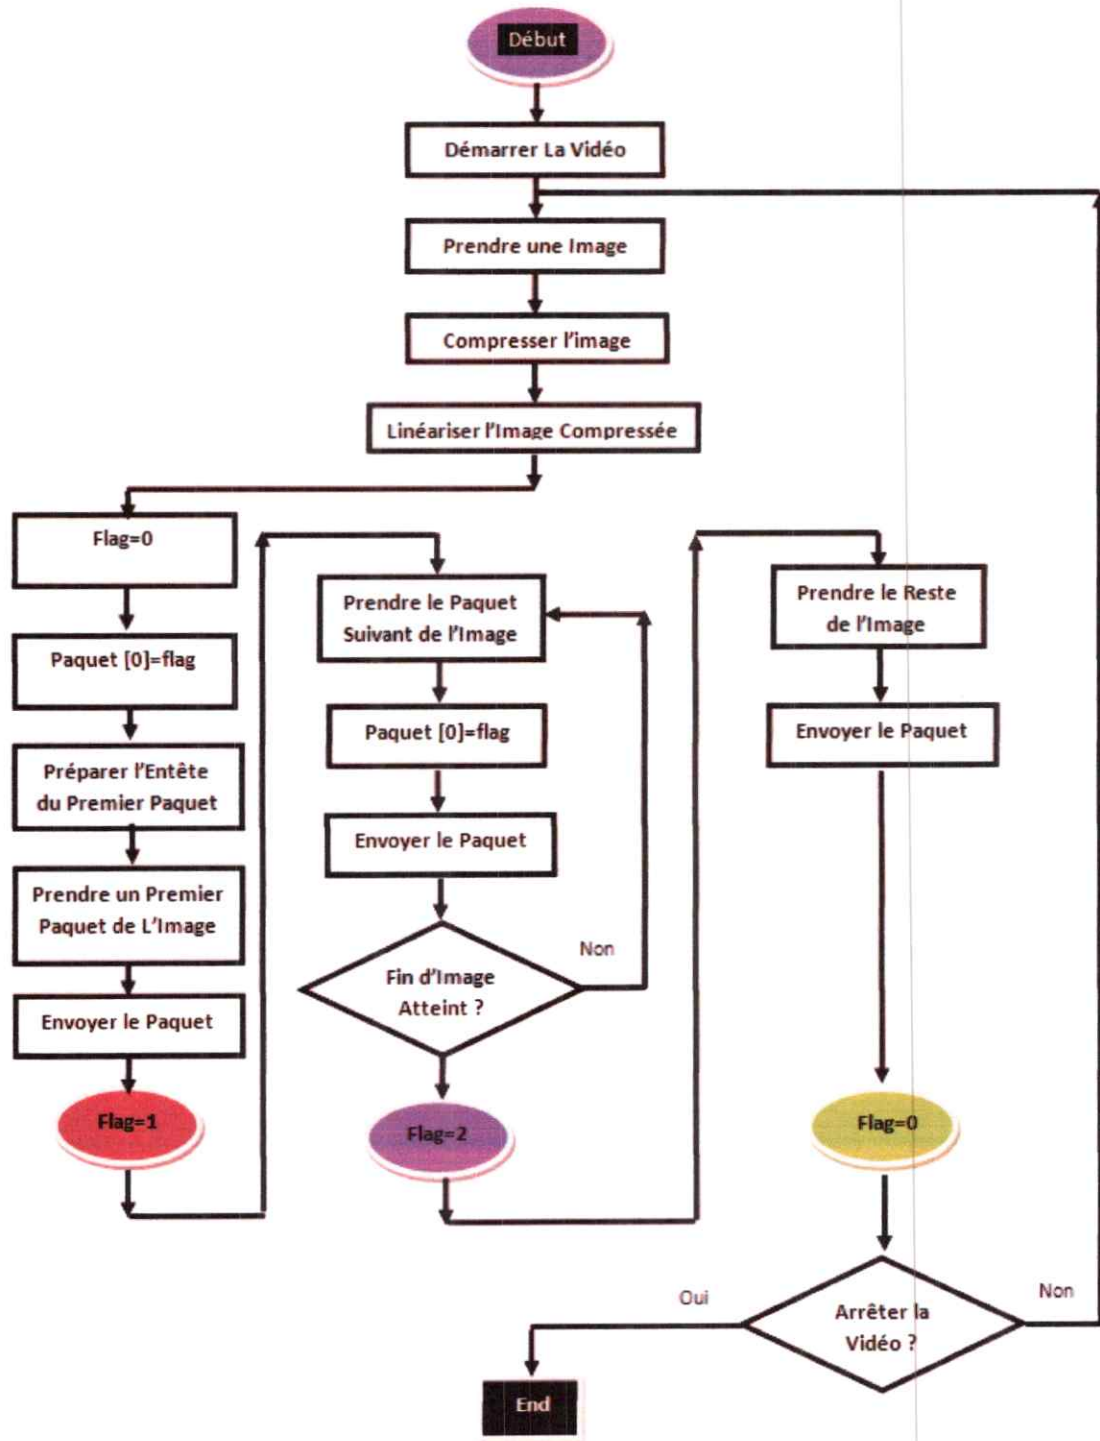 Début
Démarrer La Vidéo
Prendre une Image
Compresser l'image
Linéariser l'Image Compressée
Flag=0
Paquet [0]=flag
Préparer l'Entête
du Premier Paquet
Prendre un Premier
Paquet de L'Image
Envoyer le Paquet
Flag=1
Prendre le Paquet
Suivant de l'Image
Paquet [0]=flag
Envoyer le Paquet
Fin d'Image
Atteint ?
Non
Flag=2
Prendre le Reste
de l'Image
Envoyer le Paquet
Flag=0
Arrêter la
Vidéo ?
Oui
Non
End